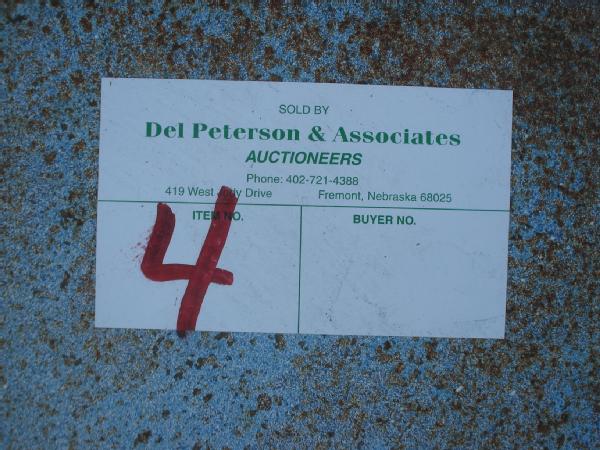 SOLD BY
Del Peterson & Associates
AUCTIONEERS
Phone: 402-721-4388
419 West Judy Drive Fremont, Nebraska 68025
ITEM NO. BUYER NO.
4